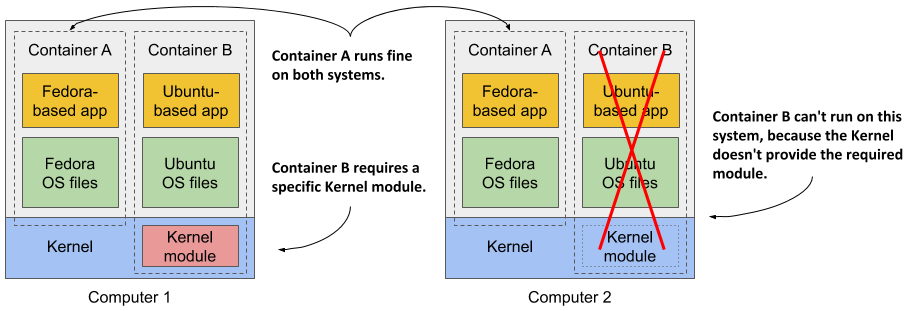 Container A
Container B
Fedora-
based app
Ubuntu-
based app
Fedora
OS files
Ubuntu
OS files
Kernel
Kernel
module
Computer 1
Container A runs fine
on both systems.
Container B requires a
specific Kernel module.
Container A
Container B
Fedora-
based app
Ubuntu-
based app
Fedora
OS files
Ubuntu
OS files
Kernel
Kernel
module
Computer 2
Container B can't run on this
system, because the Kernel
doesn't provide the required
module.